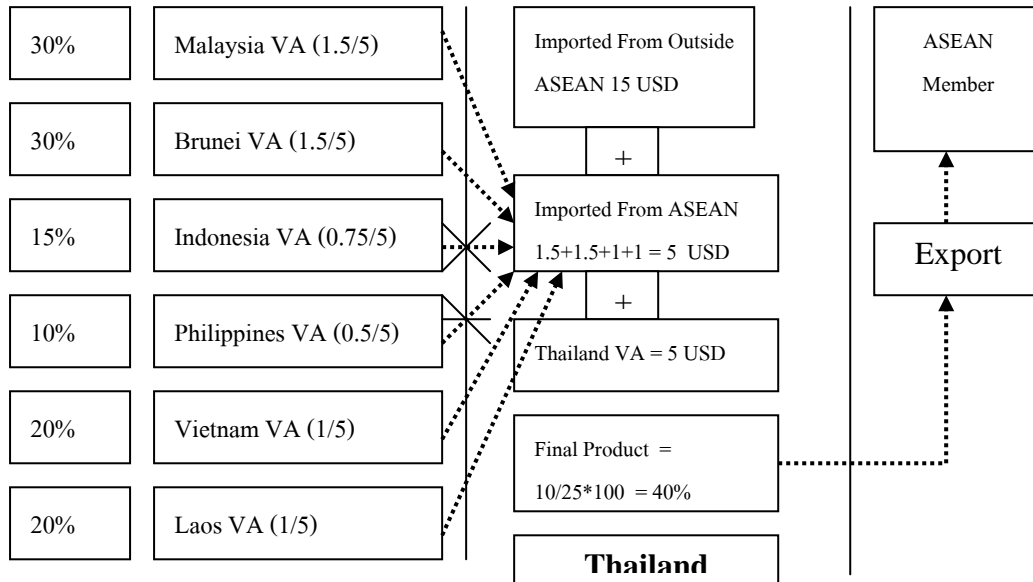 30%
Malaysia VA (1.5/5)
30%
Brunei VA (1.5/5)
15%
Indonesia VA (0.75/5)
10%
Philippines VA (0.5/5)
20%
Vietnam VA (1/5)
20%
Laos VA (1/5)
Imported From Outside
ASEAN 15 USD
+
Imported From ASEAN
1.5+1.5+1+1 = 5 USD
+
Thailand VA = 5 USD
Final Product =
10/25*100 = 40%
Thailand
ASEAN
Member
Export